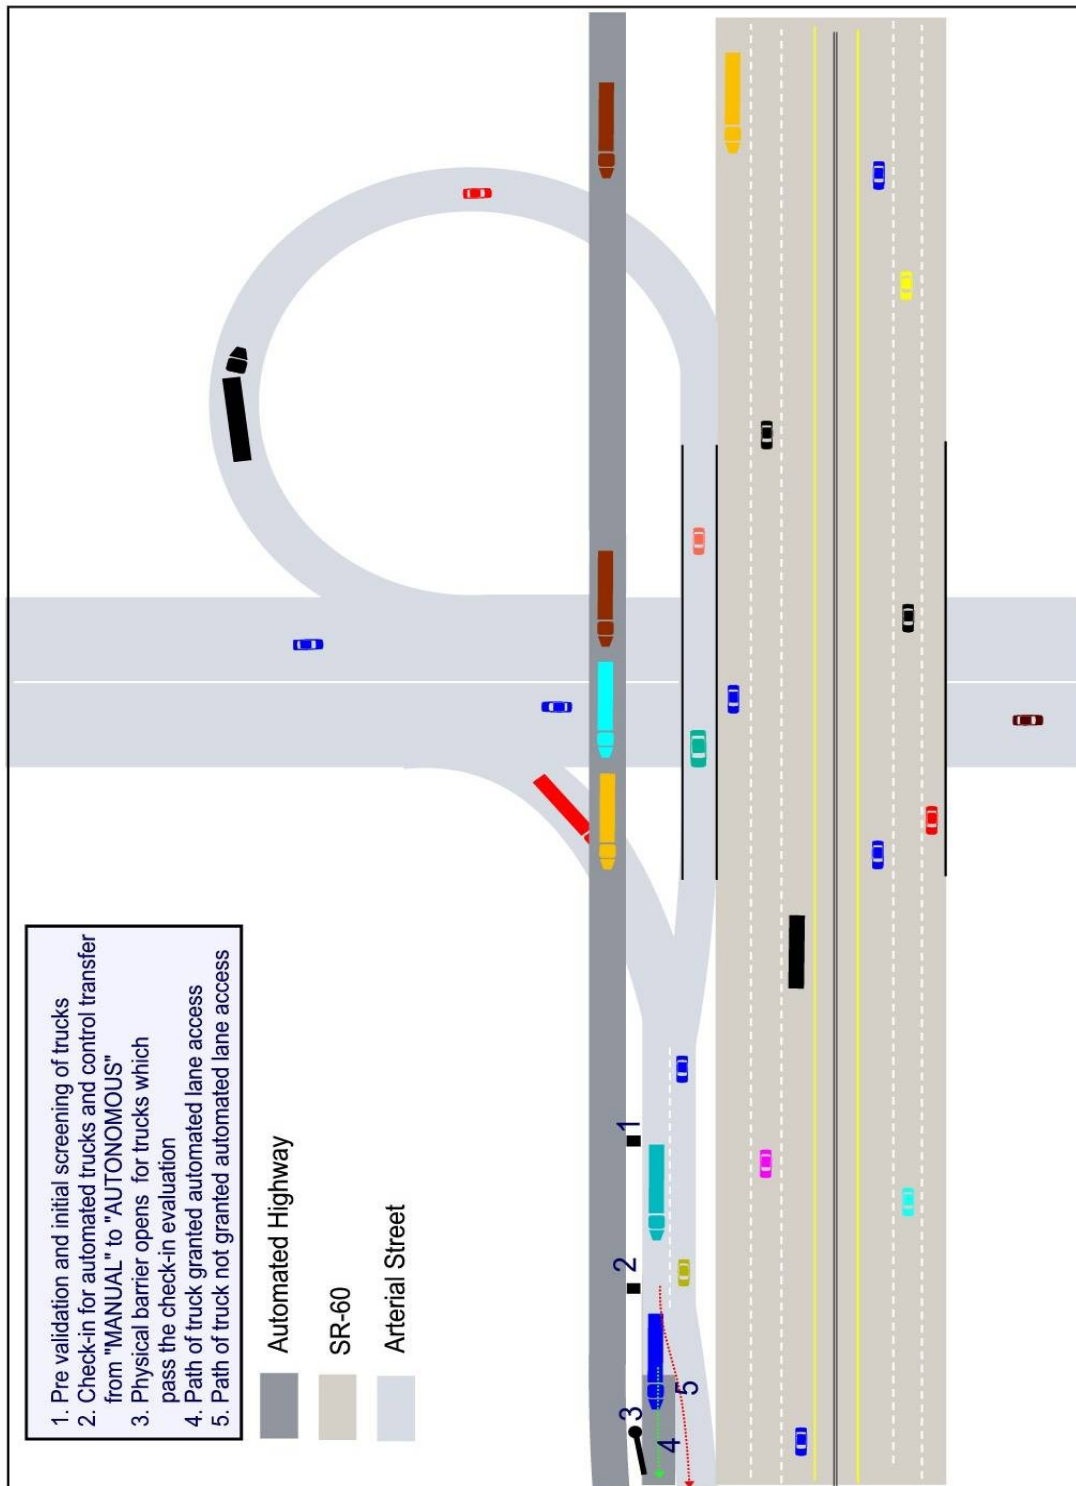 1. Pre validation and initial screening of trucks
2. Check-in for automated trucks and control transfer
from "MANUAL" to "AUTONOMOUS"
3. Physical barrier opens for trucks which
pass the check-in evaluation
4. Path of truck granted automated lane access
5. Path of truck not granted automated lane access
Automated Highway
SR-60
Arterial Street
3
2
1
4
5